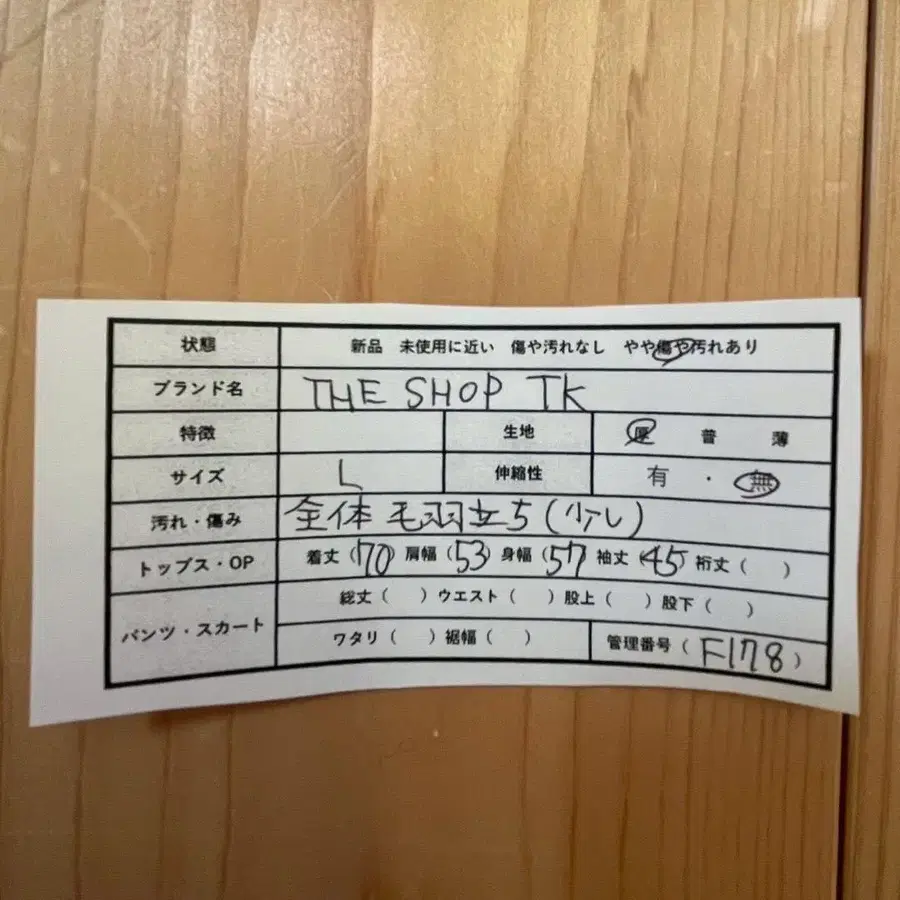 状態 新品 未使用に近い 傷や汚れなし やや傷や汚れあり
ブランド名 THE SHOP TK
特徴 生地 厚 普 薄
サイズ L 伸縮性 有 ・ 無
汚れ・傷み 全体 毛羽立ち(少し)
トップス・OP 着丈(70) 肩幅(53) 身幅(57) 袖丈(45) 裄丈( )
パンツ・スカート 総丈( )ウエスト( )股上( )股下( )
ワタリ( )裾幅( ) 管理番号(F178)